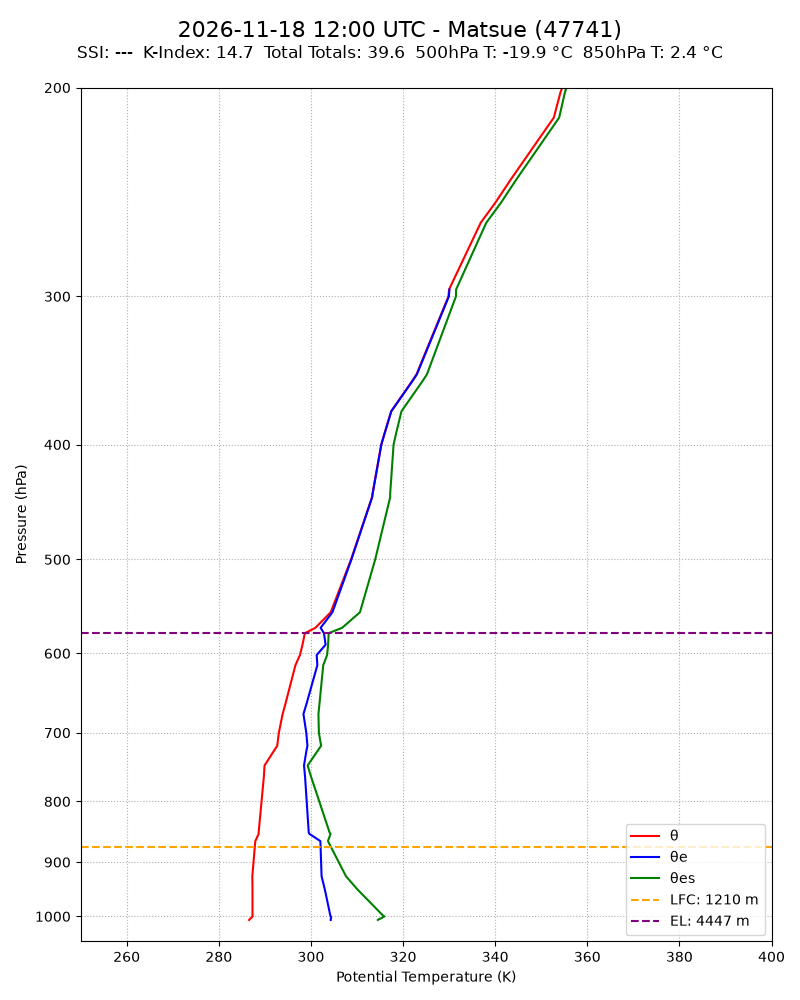 2026-11-18 12:00 UTC - Matsue (47741)
SSI: --- K-Index: 14.7 Total Totals: 39.6 500hPa T: -19.9 °C 850hPa T: 2.4 °C
200
300
400
500
600
700
800
900
1000
Pressure (hPa)
θ
θe
θes
LFC: 1210 m
EL: 4447 m
260 280 300 320 340 360 380 400
Potential Temperature (K)